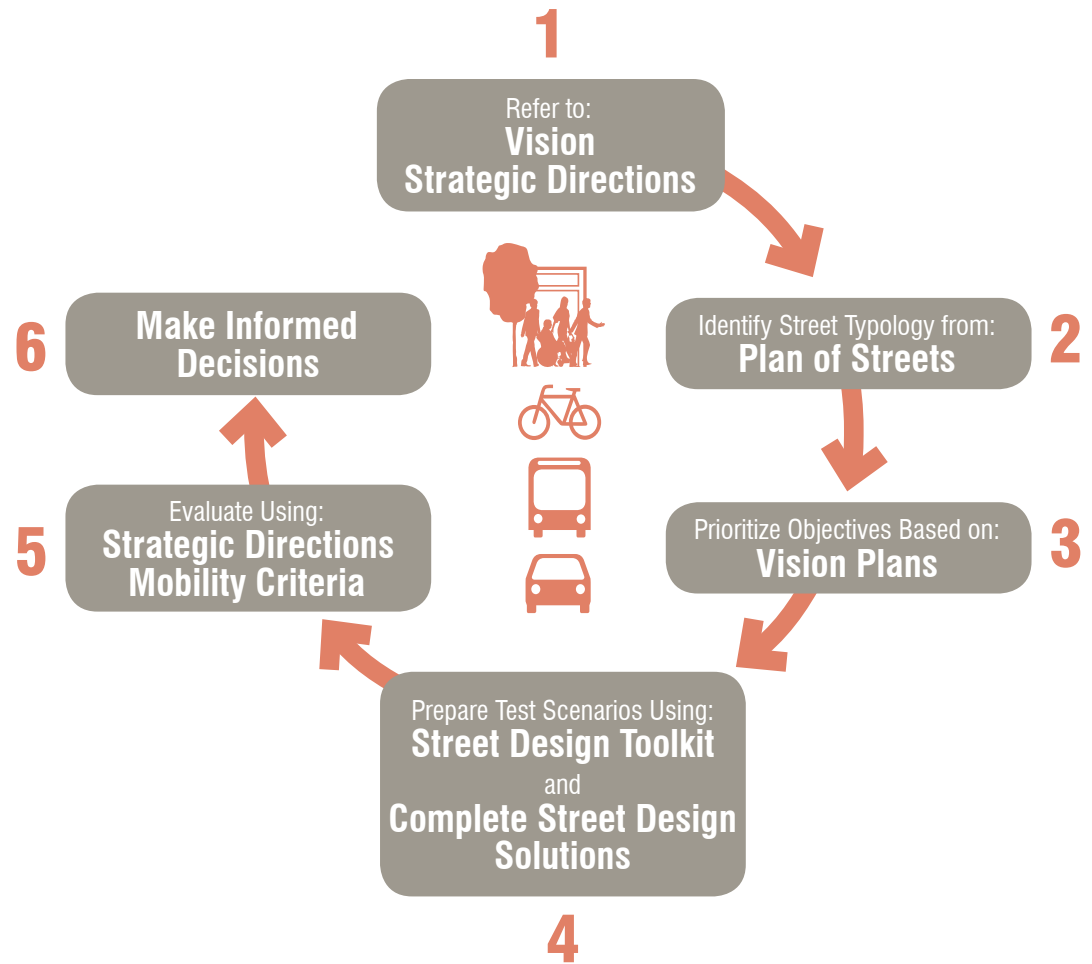 1
Refer to:
Vision
Strategic Directions
2
Identify Street Typology from:
Plan of Streets
3
Prioritize Objectives Based on:
Vision Plans
4
Prepare Test Scenarios Using:
Street Design Toolkit
and
Complete Street Design
Solutions
5
Evaluate Using:
Strategic Directions
Mobility Criteria
6
Make Informed
Decisions